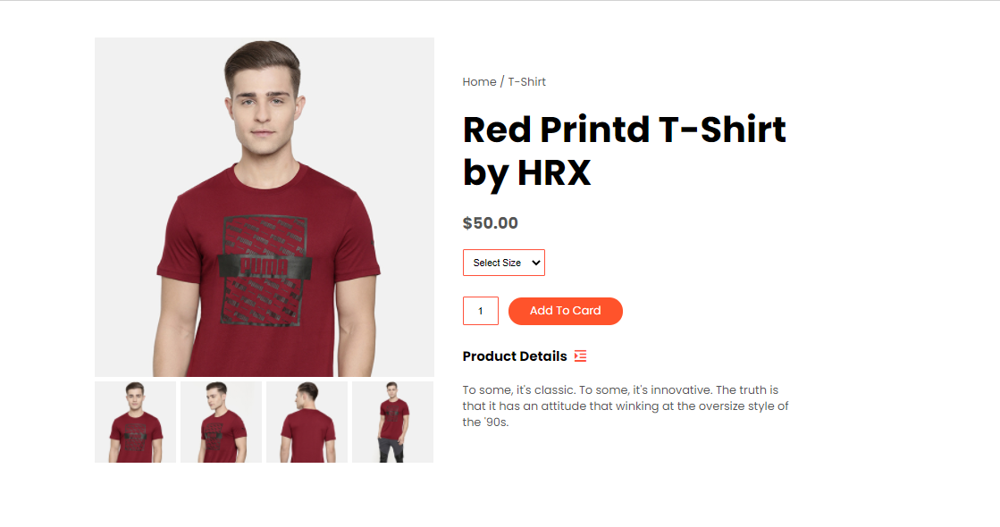 Home / T-Shirt
Red Printd T-Shirt
by HRX
$50.00
Select Size
1
Add To Card
Product Details
To some, it's classic. To some, it's innovative. The truth is
that it has an attitude that winking at the oversize style of
the '90s.
PUMA